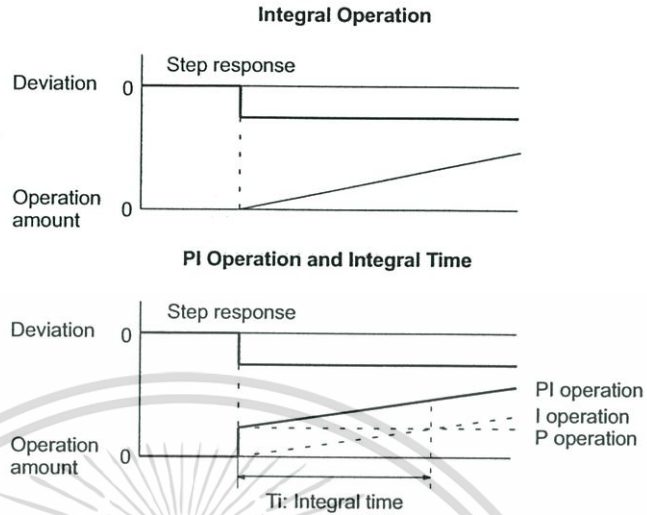 Integral Operation
Step response
Deviation 0
Operation
amount 0
PI Operation and Integral Time
Step response
Deviation 0
PI operation
I operation
P operation
Operation
amount 0
Ti: Integral time